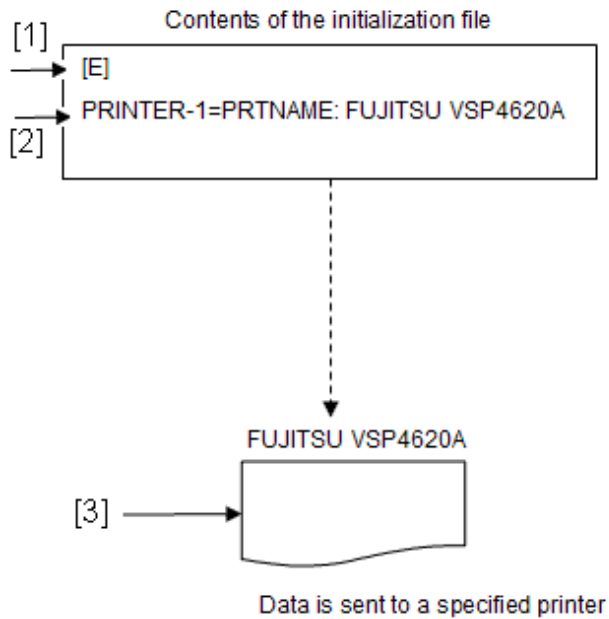 Contents of the initialization file
[1]
[E]
PRINTER-1=PRTNAME: FUJITSU VSP4620A
[2]
FUJITSU VSP4620A
[3]
Data is sent to a specified printer